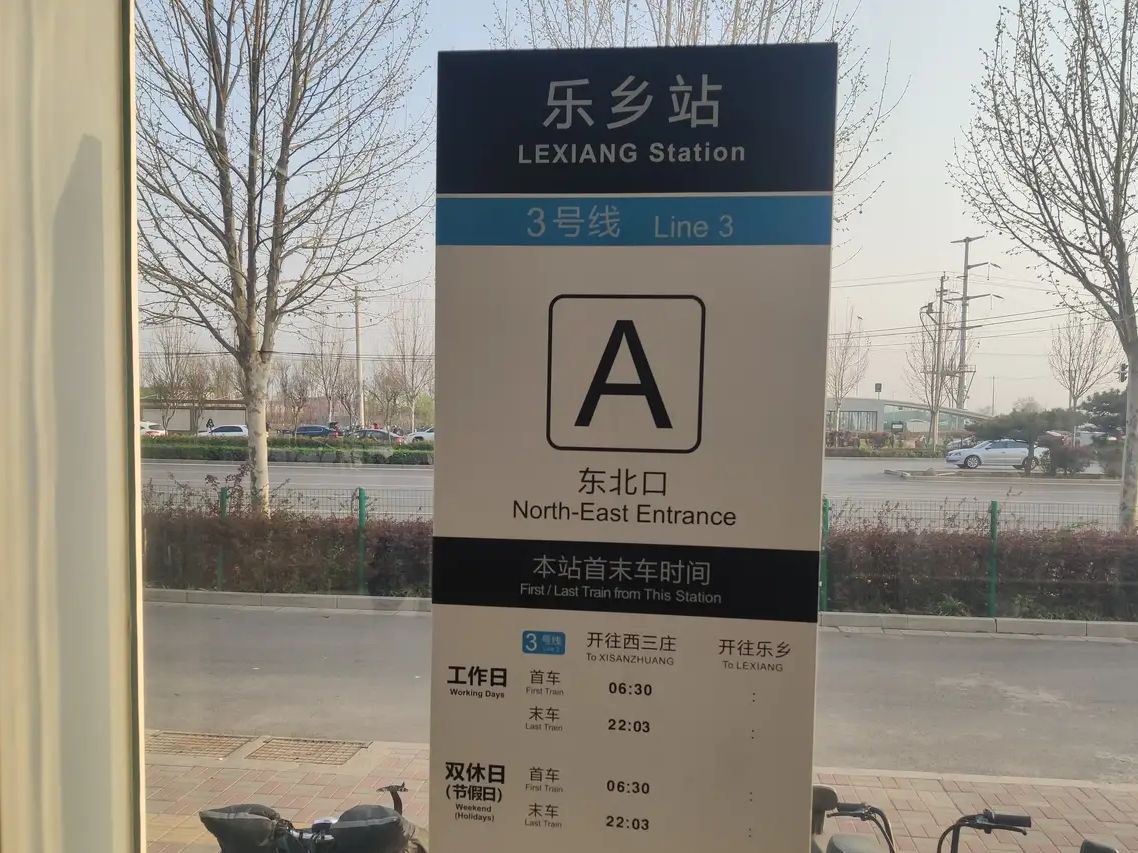 乐乡站
LEXIANG Station
3号线 Line 3
A
东北口
North-East Entrance
本站首末车时间
First / Last Train from This Station
3号线 Line 3 开往西三庄 To XISANZHUANG 开往乐乡 To LEXIANG
工作日 Working Days 首车 First Train 06:30 :
末车 Last Train 22:03 :
双休日 (节假日) Weekend (Holidays) 首车 First Train 06:30 :
末车 Last Train 22:03 :